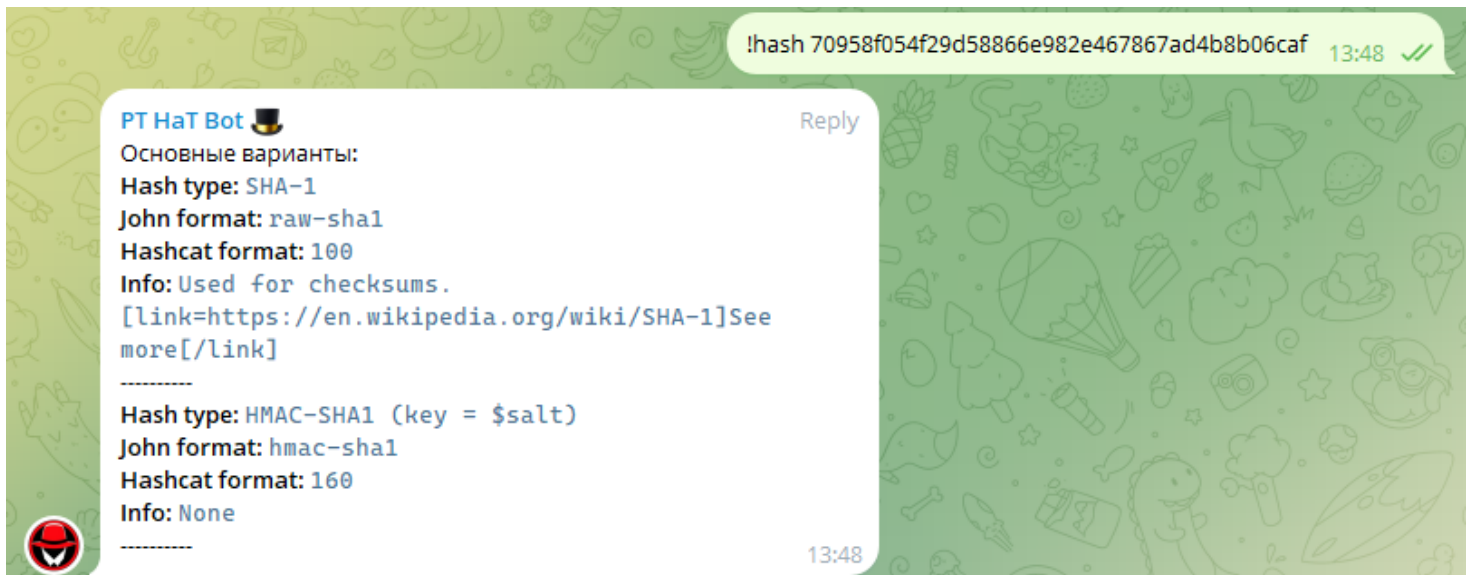 !hash 70958f054f29d58866e982e467867ad4b8b06caf 13:48
PT HaT Bot Reply
Основные варианты:
Hash type: SHA-1
John format: raw-sha1
Hashcat format: 100
Info: Used for checksums.
[link=https://en.wikipedia.org/wiki/SHA-1]See
more[/link]
----------
Hash type: HMAC-SHA1 (key = $salt)
John format: hmac-sha1
Hashcat format: 160
Info: None
----------
13:48